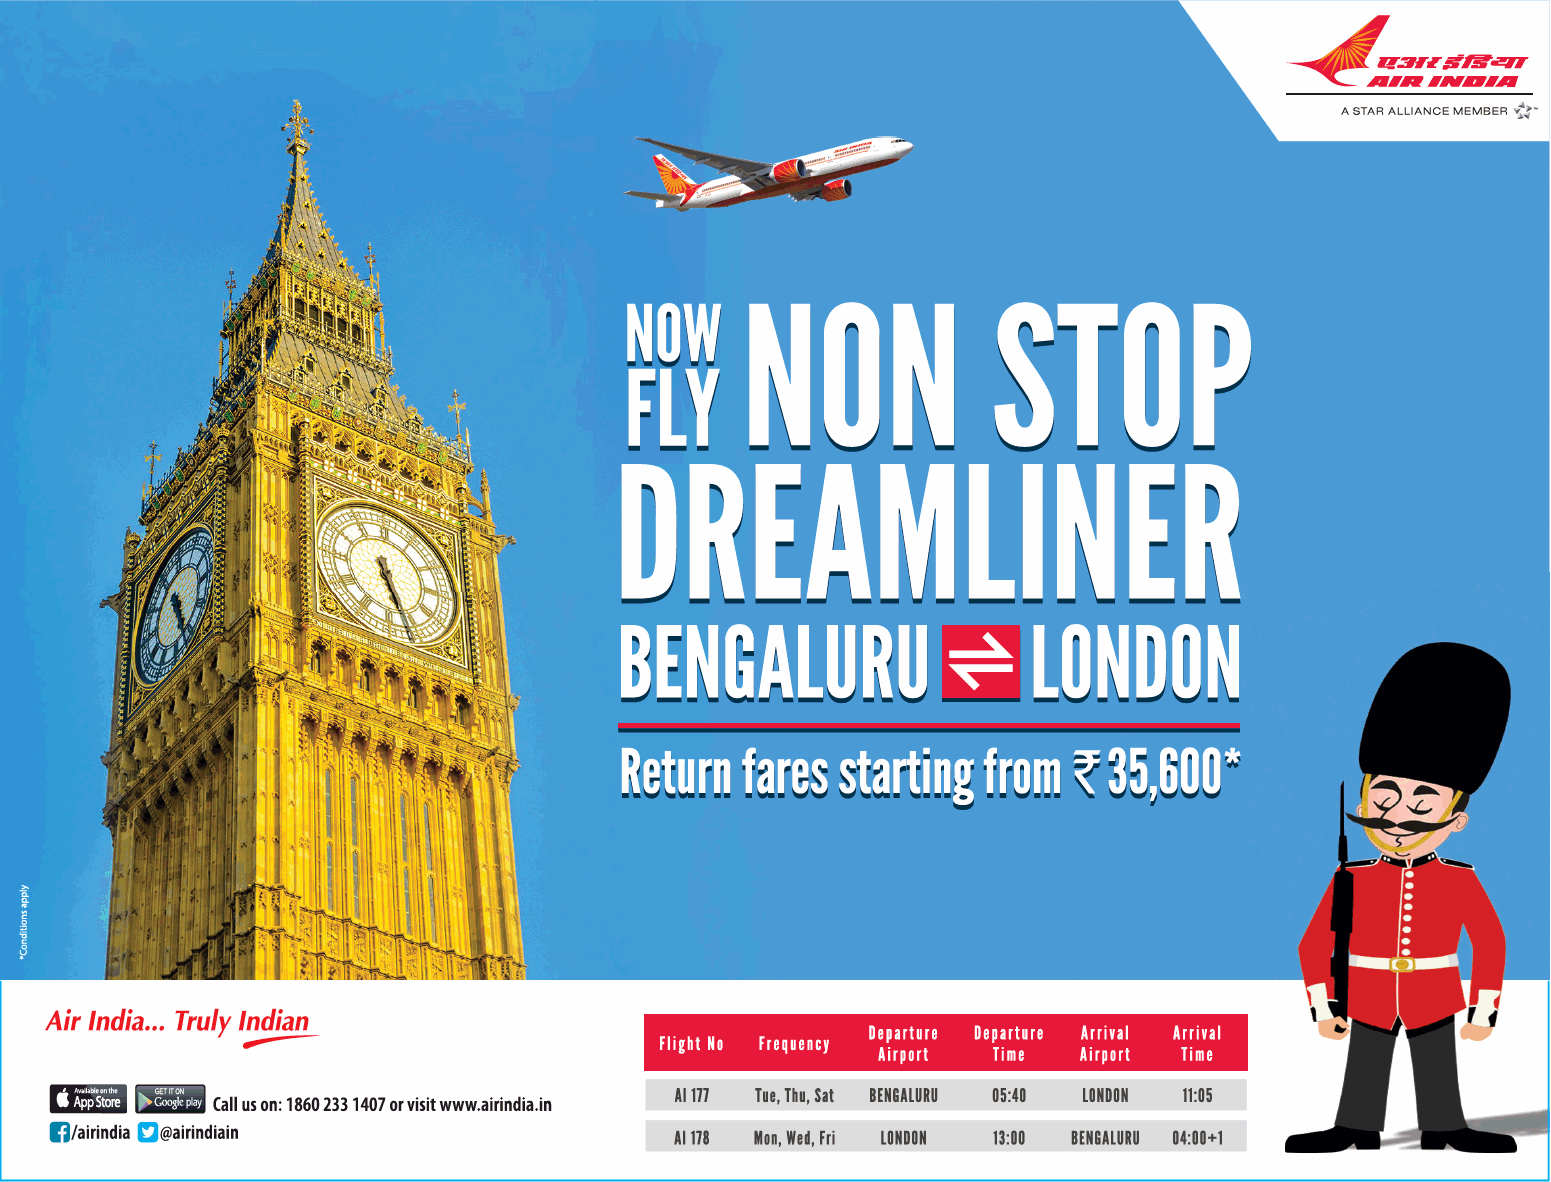 एअर इंडिया
AIR INDIA
A STAR ALLIANCE MEMBER
AIR INDIA
NOW FLY NON STOP
DREAMLINER
BENGALURU ⇌ LONDON
Return fares starting from ₹ 35,600*
*Conditions apply
Air India... Truly Indian
Available on the App Store
GET IT ON Google play
Call us on: 1860 233 1407 or visit www.airindia.in
/airindia @airindiain
Flight No Frequency Departure Airport Departure Time Arrival Airport Arrival Time
AI 177 Tue, Thu, Sat BENGALURU 05:40 LONDON 11:05
AI 178 Mon, Wed, Fri LONDON 13:00 BENGALURU 04:00+1